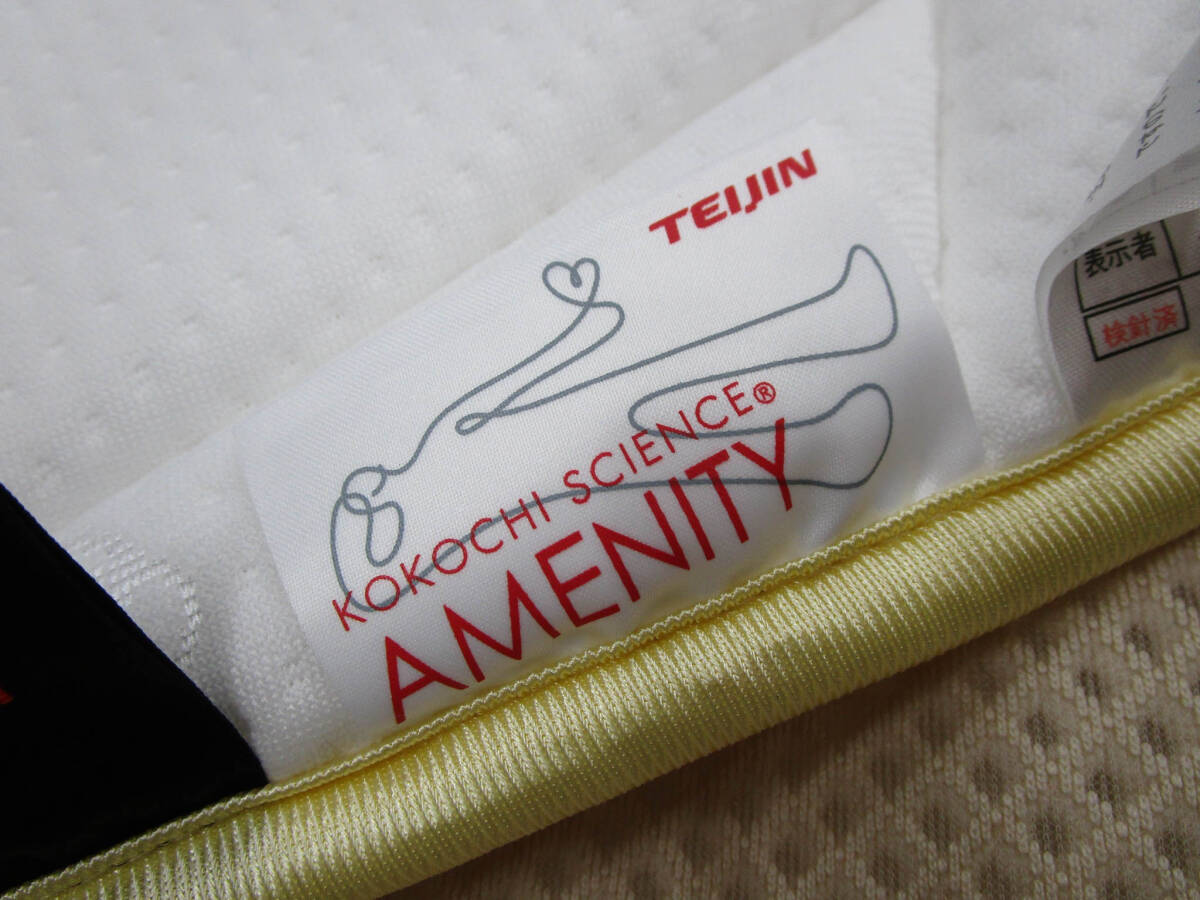 TEIJIN
KOKOCHI SCIENCE®
AMENITY
表示者
検針済